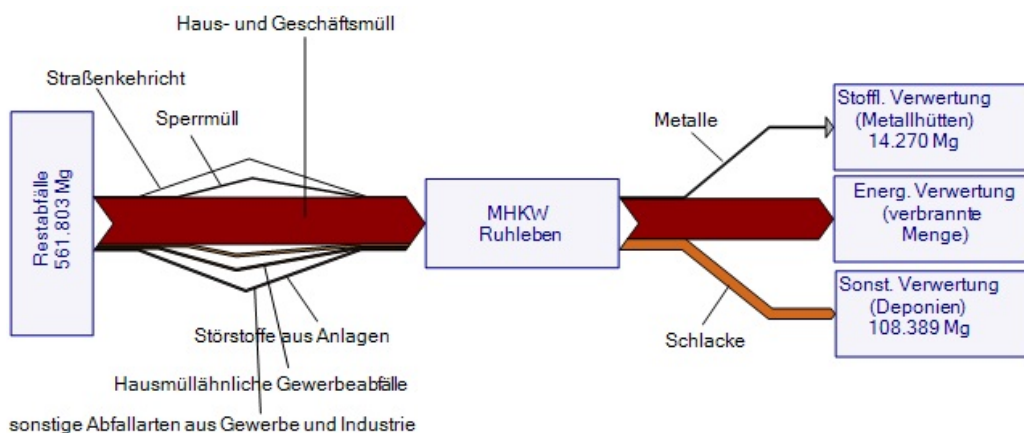 Haus- und Geschäftsmüll
Straßenkehricht
Sperrmüll
Restabfälle
561.803 Mg
Störstoffe aus Anlagen
Hausmüllähnliche Gewerbeabfälle
sonstige Abfallarten aus Gewerbe und Industrie
MHKW
Ruhleben
Metalle
Schlacke
Stoffl. Verwertung
(Metallhütten)
14.270 Mg
Energ. Verwertung
(verbrannte
Menge)
Sonst. Verwertung
(Deponien)
108.389 Mg